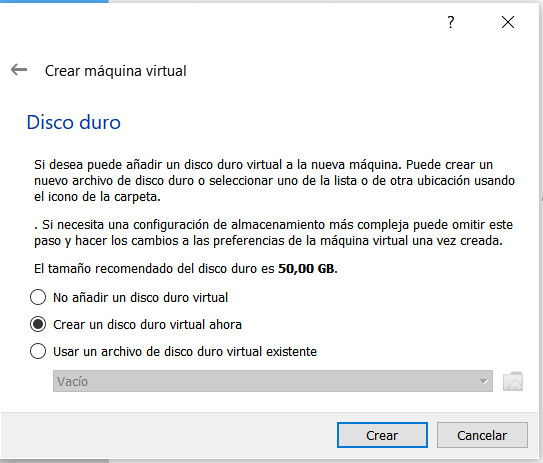 ?
Crear máquina virtual
Disco duro
Si desea puede añadir un disco duro virtual a la nueva máquina. Puede crear un
nuevo archivo de disco duro o seleccionar uno de la lista o de otra ubicación usando
el icono de la carpeta.
. Si necesita una configuración de almacenamiento más compleja puede omitir este
paso y hacer los cambios a las preferencias de la máquina virtual una vez creada.
El tamaño recomendado del disco duro es 50,00 GB.
No añadir un disco duro virtual
Crear un disco duro virtual ahora
Usar un archivo de disco duro virtual existente
Vacío
Crear
Cancelar